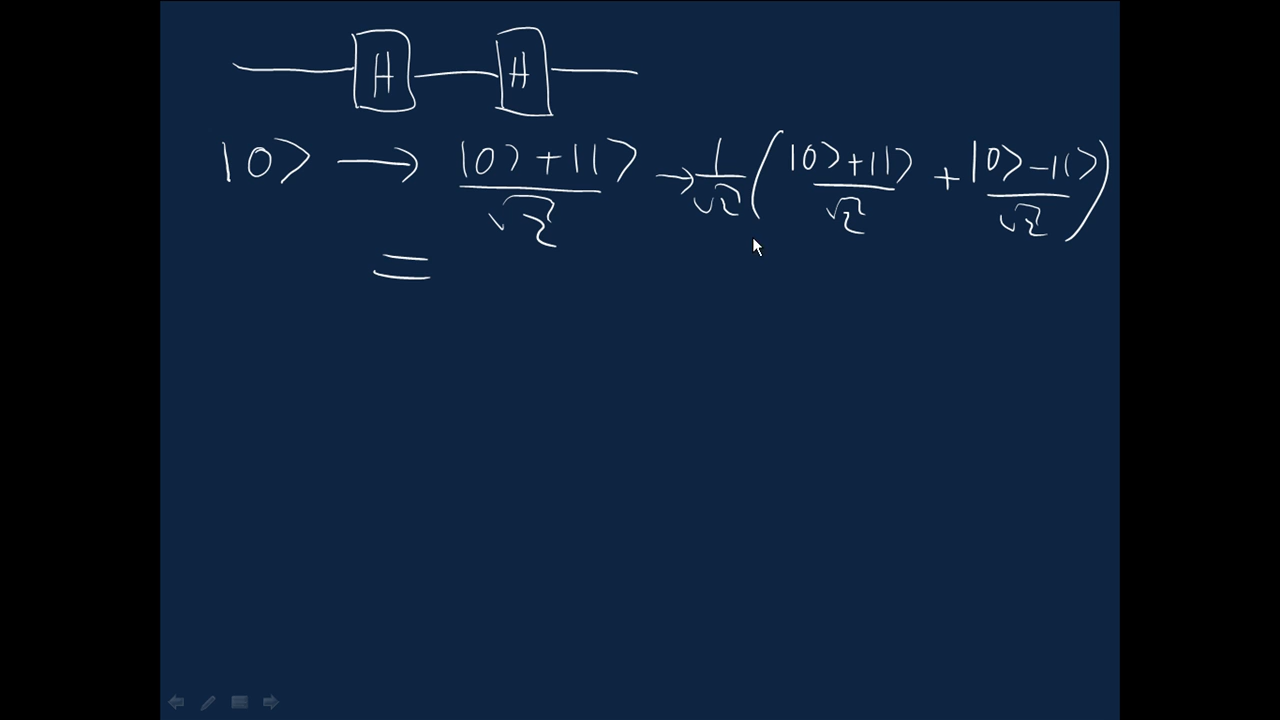 H H
|0⟩ → |0⟩+|1⟩/√2 → 1/√2 (|0⟩+|1⟩/√2 + |0⟩-|1⟩/√2)
=